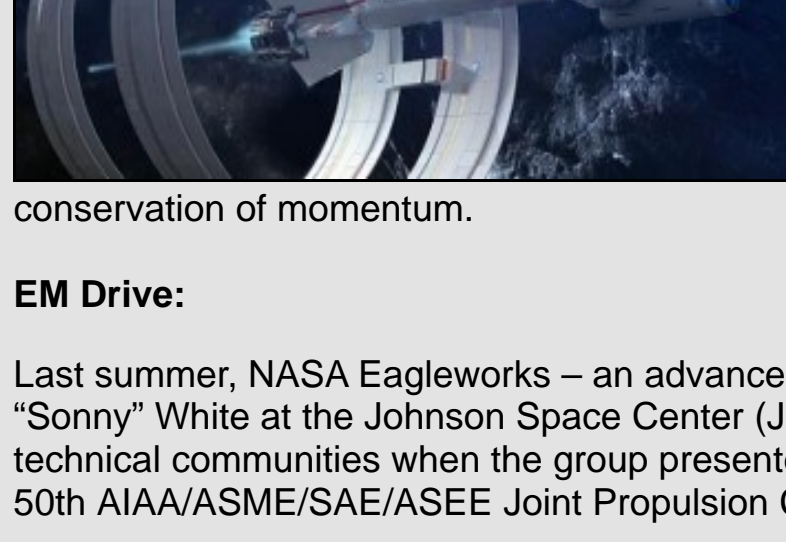 conservation of momentum.
EM Drive:
Last summer, NASA Eagleworks – an advance
“Sonny” White at the Johnson Space Center (J
technical communities when the group presente
50th AIAA/ASME/SAE/ASEE Joint Propulsion C